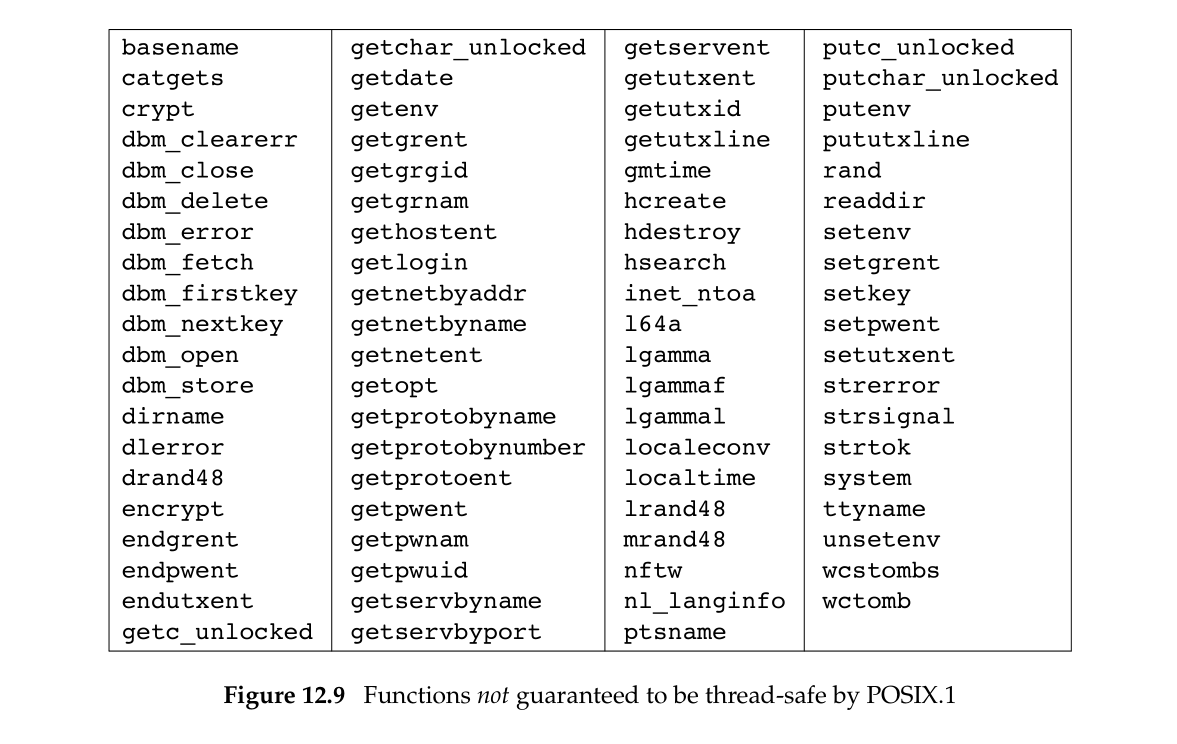 basename
catgets
crypt
dbm_clearerr
dbm_close
dbm_delete
dbm_error
dbm_fetch
dbm_firstkey
dbm_nextkey
dbm_open
dbm_store
dirname
dlerror
drand48
encrypt
endgrent
endpwent
endutxent
getc_unlocked
getchar_unlocked
getdate
getenv
getgrent
getgrgid
getgrnam
gethostent
getlogin
getnetbyaddr
getnetbyname
getnetent
getopt
getprotobyname
getprotobynumber
getprotoent
getpwent
getpwnam
getpwuid
getservbyname
getservbyport
getservent
getutxent
getutxid
getutxline
gmtime
hcreate
hdestroy
hsearch
inet_ntoa
l64a
lgamma
lgammaf
lgammal
localeconv
localtime
lrand48
mrand48
nftw
nl_langinfo
ptsname
putc_unlocked
putchar_unlocked
putenv
pututxline
rand
readdir
setenv
setgrent
setkey
setpwent
setutxent
strerror
strsignal
strtok
system
ttyname
unsetenv
wcstombs
wctomb
Figure 12.9 Functions not guaranteed to be thread-safe by POSIX.1